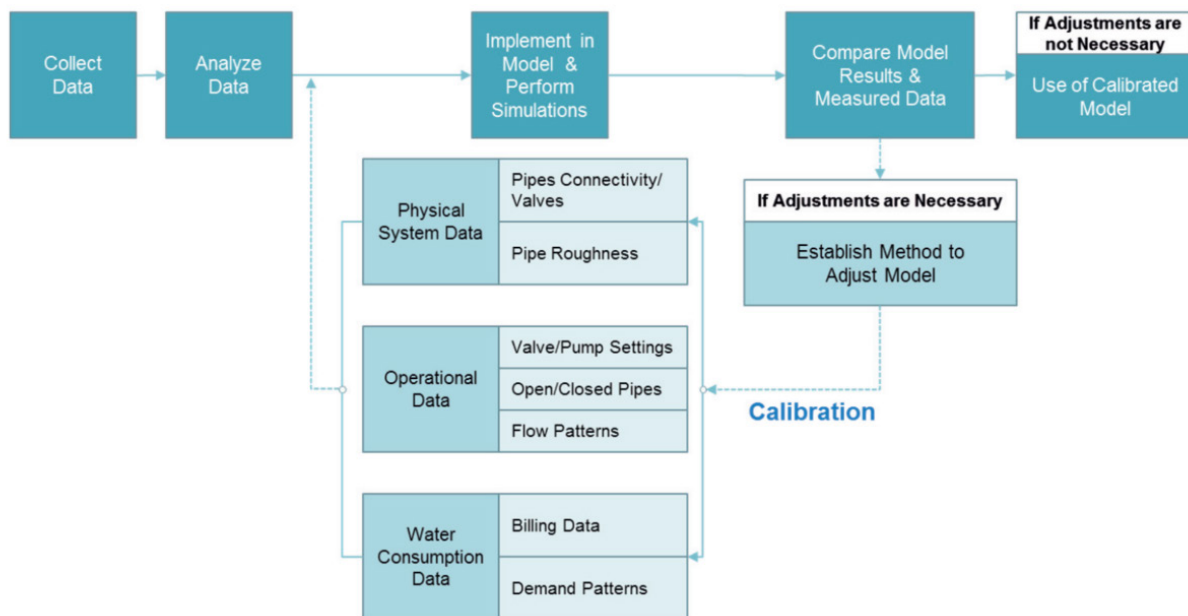 Collect
Data
Analyze
Data
Implement in
Model &
Perform
Simulations
Compare Model
Results &
Measured Data
If Adjustments are
not Necessary
Use of Calibrated
Model
If Adjustments are Necessary
Establish Method to
Adjust Model
Calibration
Physical
System Data
Pipes Connectivity/
Valves
Pipe Roughness
Operational
Data
Valve/Pump Settings
Open/Closed Pipes
Flow Patterns
Water
Consumption
Data
Billing Data
Demand Patterns